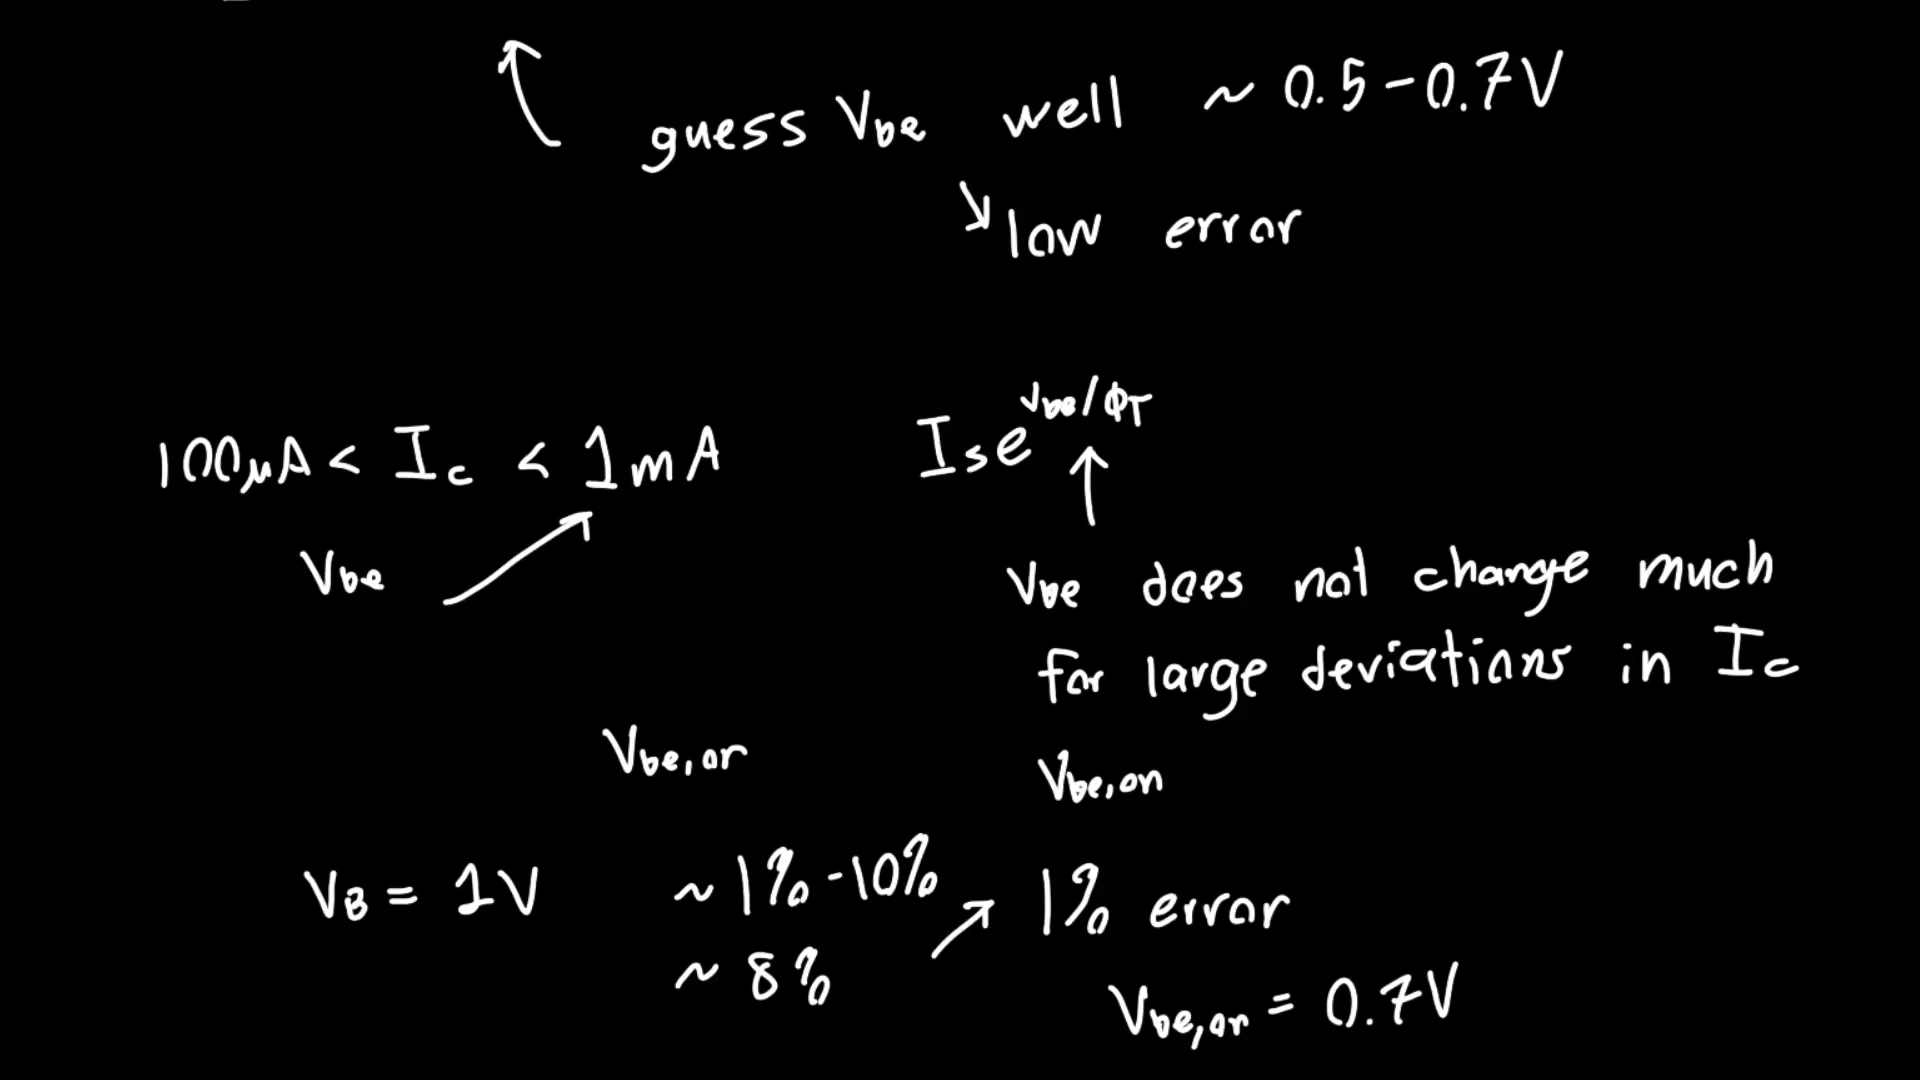 guess Vbe well ~ 0.5-0.7V
low error
100μA < Ic < 1mA
Ise^Vbe/ΦT
Vbe
Vbe does not change much
for large deviations in Ic
Vbe,on
Vbe,on
VB = 1V
~1%-10%
~ 8%
1% error
Vbe,on = 0.7V